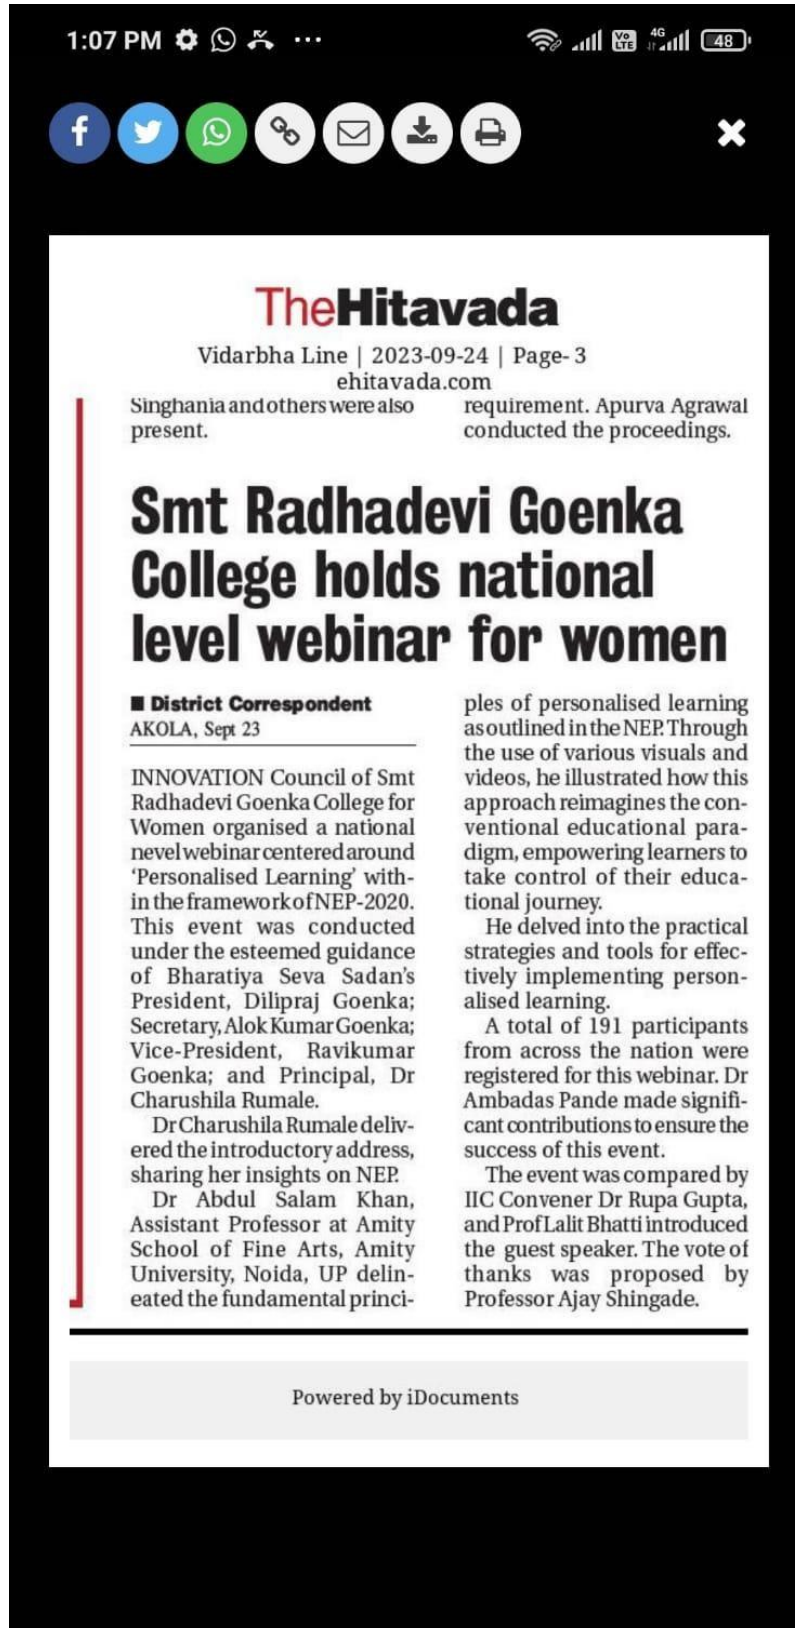 1:07 PM
4G
Vo LTE
48
TheHitavada
Vidarbha Line | 2023-09-24 | Page- 3
ehitavada.com
Singhania and others were also
present.
requirement. Apurva Agrawal
conducted the proceedings.
Smt Radhadevi Goenka
College holds national
level webinar for women
■ District Correspondent
AKOLA, Sept 23
INNOVATION Council of Smt
Radhadevi Goenka College for
Women organised a national
nevel webinar centered around
‘Personalised Learning’ with-
in the framework of NEP-2020.
This event was conducted
under the esteemed guidance
of Bharatiya Seva Sadan’s
President, Dilipraj Goenka;
Secretary, Alok Kumar Goenka;
Vice-President, Ravikumar
Goenka; and Principal, Dr
Charushila Rumale.
Dr Charushila Rumale deliv-
ered the introductory address,
sharing her insights on NEP.
Dr Abdul Salam Khan,
Assistant Professor at Amity
School of Fine Arts, Amity
University, Noida, UP delin-
eated the fundamental princi-
ples of personalised learning
as outlined in the NEP. Through
the use of various visuals and
videos, he illustrated how this
approach reimagines the con-
ventional educational para-
digm, empowering learners to
take control of their educa-
tional journey.
He delved into the practical
strategies and tools for effec-
tively implementing person-
alised learning.
A total of 191 participants
from across the nation were
registered for this webinar. Dr
Ambadas Pande made signifi-
cant contributions to ensure the
success of this event.
The event was compared by
IIC Convener Dr Rupa Gupta,
and Prof Lalit Bhatti introduced
the guest speaker. The vote of
thanks was proposed by
Professor Ajay Shingade.
Powered by iDocuments